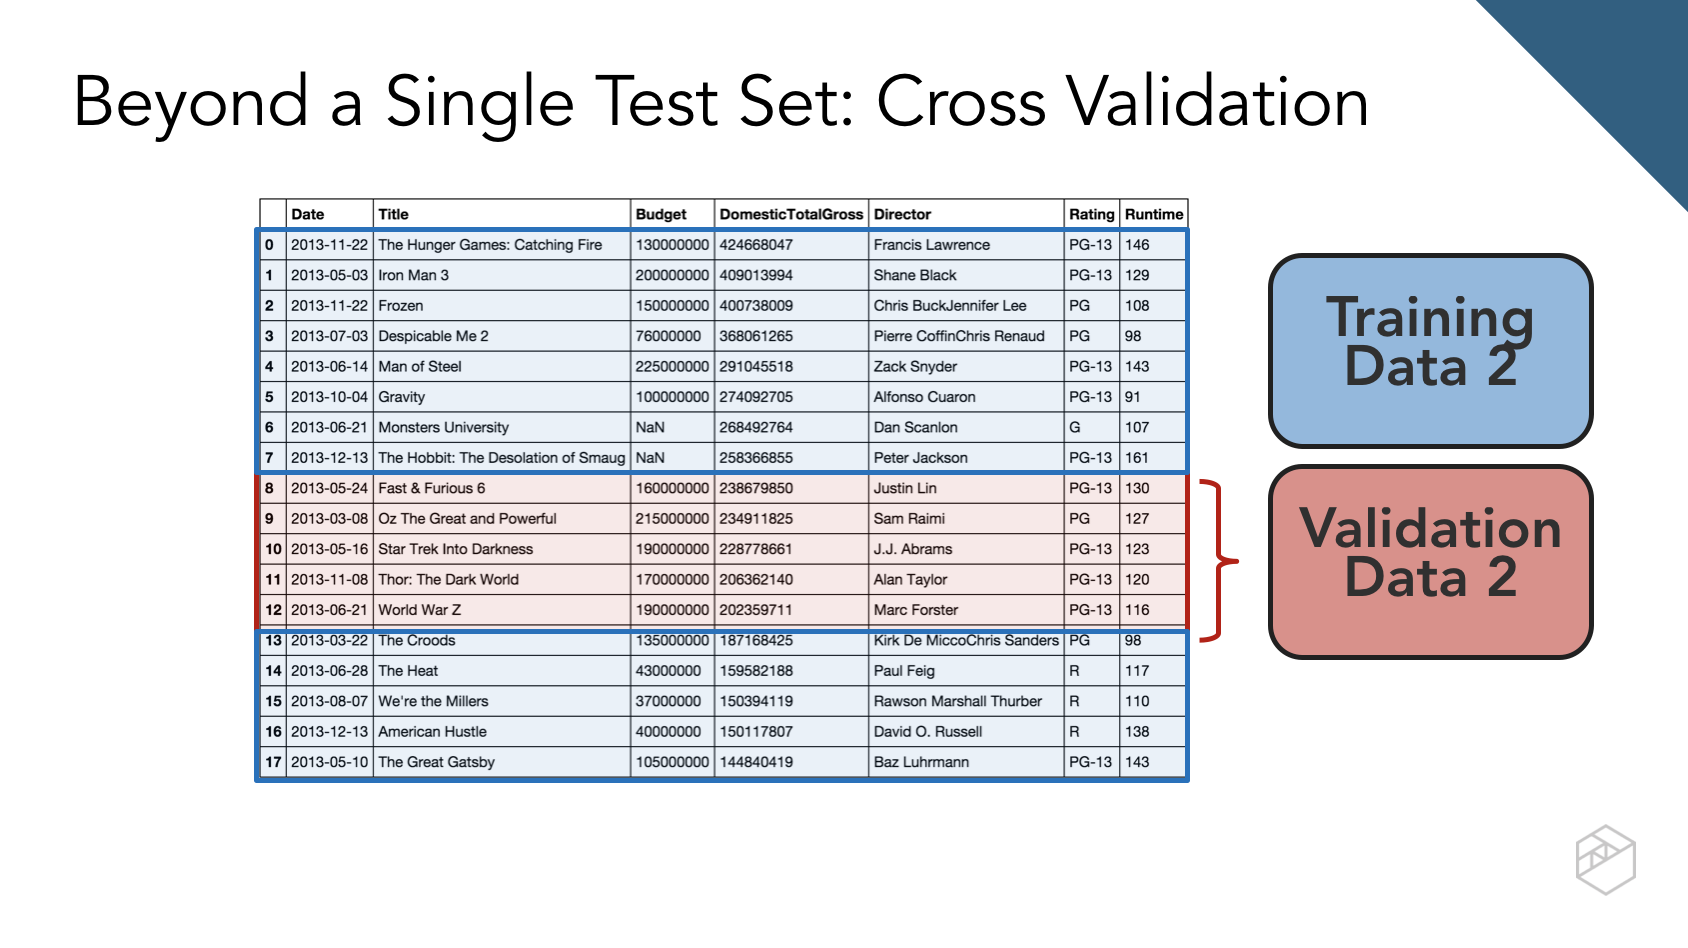 Beyond a Single Test Set: Cross Validation
Date Title Budget DomesticTotalGross Director Rating Runtime
0 2013-11-22 The Hunger Games: Catching Fire 130000000 424668047 Francis Lawrence PG-13 146
1 2013-05-03 Iron Man 3 200000000 409013994 Shane Black PG-13 129
2 2013-11-22 Frozen 150000000 400738009 Chris BuckJennifer Lee PG 108
3 2013-07-03 Despicable Me 2 76000000 368061265 Pierre CoffinChris Renaud PG 98
4 2013-06-14 Man of Steel 225000000 291045518 Zack Snyder PG-13 143
5 2013-10-04 Gravity 100000000 274092705 Alfonso Cuaron PG-13 91
6 2013-06-21 Monsters University NaN 268492764 Dan Scanlon G 107
7 2013-12-13 The Hobbit: The Desolation of Smaug NaN 258366855 Peter Jackson PG-13 161
8 2013-05-24 Fast & Furious 6 160000000 238679850 Justin Lin PG-13 130
9 2013-03-08 Oz The Great and Powerful 215000000 234911825 Sam Raimi PG 127
10 2013-05-16 Star Trek Into Darkness 190000000 228778661 J.J. Abrams PG-13 123
11 2013-11-08 Thor: The Dark World 170000000 206362140 Alan Taylor PG-13 120
12 2013-06-21 World War Z 190000000 202359711 Marc Forster PG-13 116
13 2013-03-22 The Croods 135000000 187168425 Kirk De MiccoChris Sanders PG 98
14 2013-06-28 The Heat 43000000 159582188 Paul Feig R 117
15 2013-08-07 We're the Millers 37000000 150394119 Rawson Marshall Thurber R 110
16 2013-12-13 American Hustle 40000000 150117807 David O. Russell R 138
17 2013-05-10 The Great Gatsby 105000000 144840419 Baz Luhrmann PG-13 143
Training
Data 2
Validation
Data 2